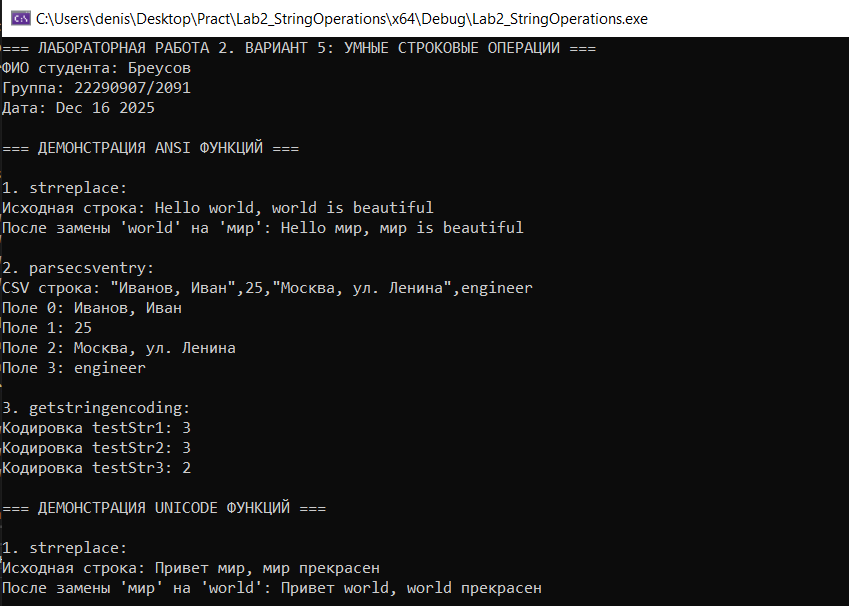 C:\Users\denis\Desktop\Pract\Lab2_StringOperations\x64\Debug\Lab2_StringOperations.exe
=== ЛАБОРАТОРНАЯ РАБОТА 2. ВАРИАНТ 5: УМНЫЕ СТРОКОВЫЕ ОПЕРАЦИИ ===
ФИО студента: Бреусов
Группа: 22290907/2091
Дата: Dec 16 2025
=== ДЕМОНСТРАЦИЯ ANSI ФУНКЦИЙ ===
1. strreplace:
Исходная строка: Hello world, world is beautiful
После замены 'world' на 'мир': Hello мир, мир is beautiful
2. parsecsventry:
CSV строка: "Иванов, Иван",25,"Москва, ул. Ленина",engineer
Поле 0: Иванов, Иван
Поле 1: 25
Поле 2: Москва, ул. Ленина
Поле 3: engineer
3. getstringencoding:
Кодировка testStr1: 3
Кодировка testStr2: 3
Кодировка testStr3: 2
=== ДЕМОНСТРАЦИЯ UNICODE ФУНКЦИЙ ===
1. strreplace:
Исходная строка: Привет мир, мир прекрасен
После замены 'мир' на 'world': Привет world, world прекрасен